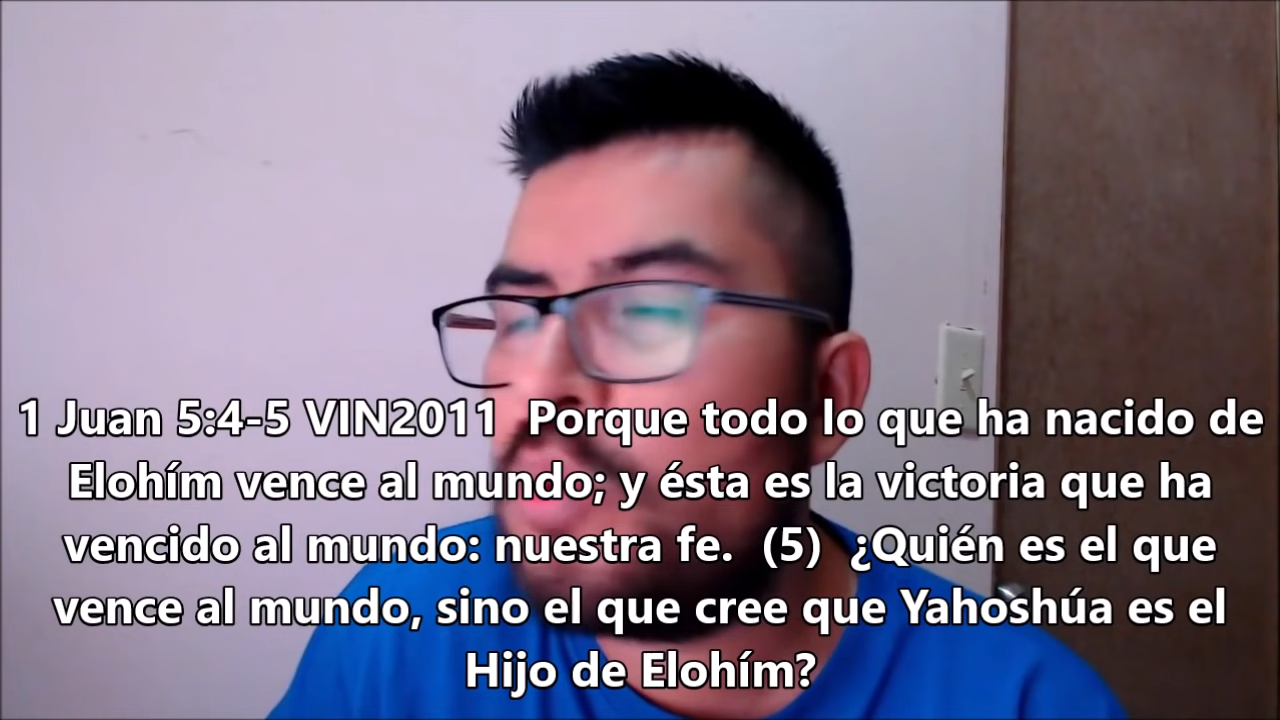 1 Juan 5:4-5 VIN2011  Porque todo lo que ha nacido de
Elohím vence al mundo; y ésta es la victoria que ha
vencido al mundo: nuestra fe.  (5)  ¿Quién es el que
vence al mundo, sino el que cree que Yahoshúa es el
Hijo de Elohím?